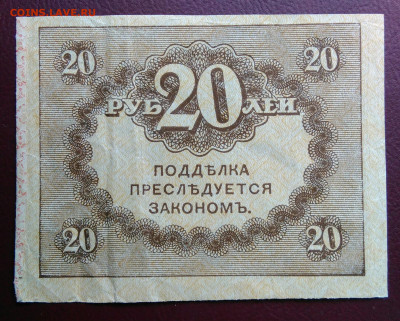 COINS.LAVE.RU
20 20
РУБ 20 ЛЕЙ
ПОДДѢЛКА
ПРЕСЛѢДУЕТСЯ
ЗАКОНОМЪ.
20 20